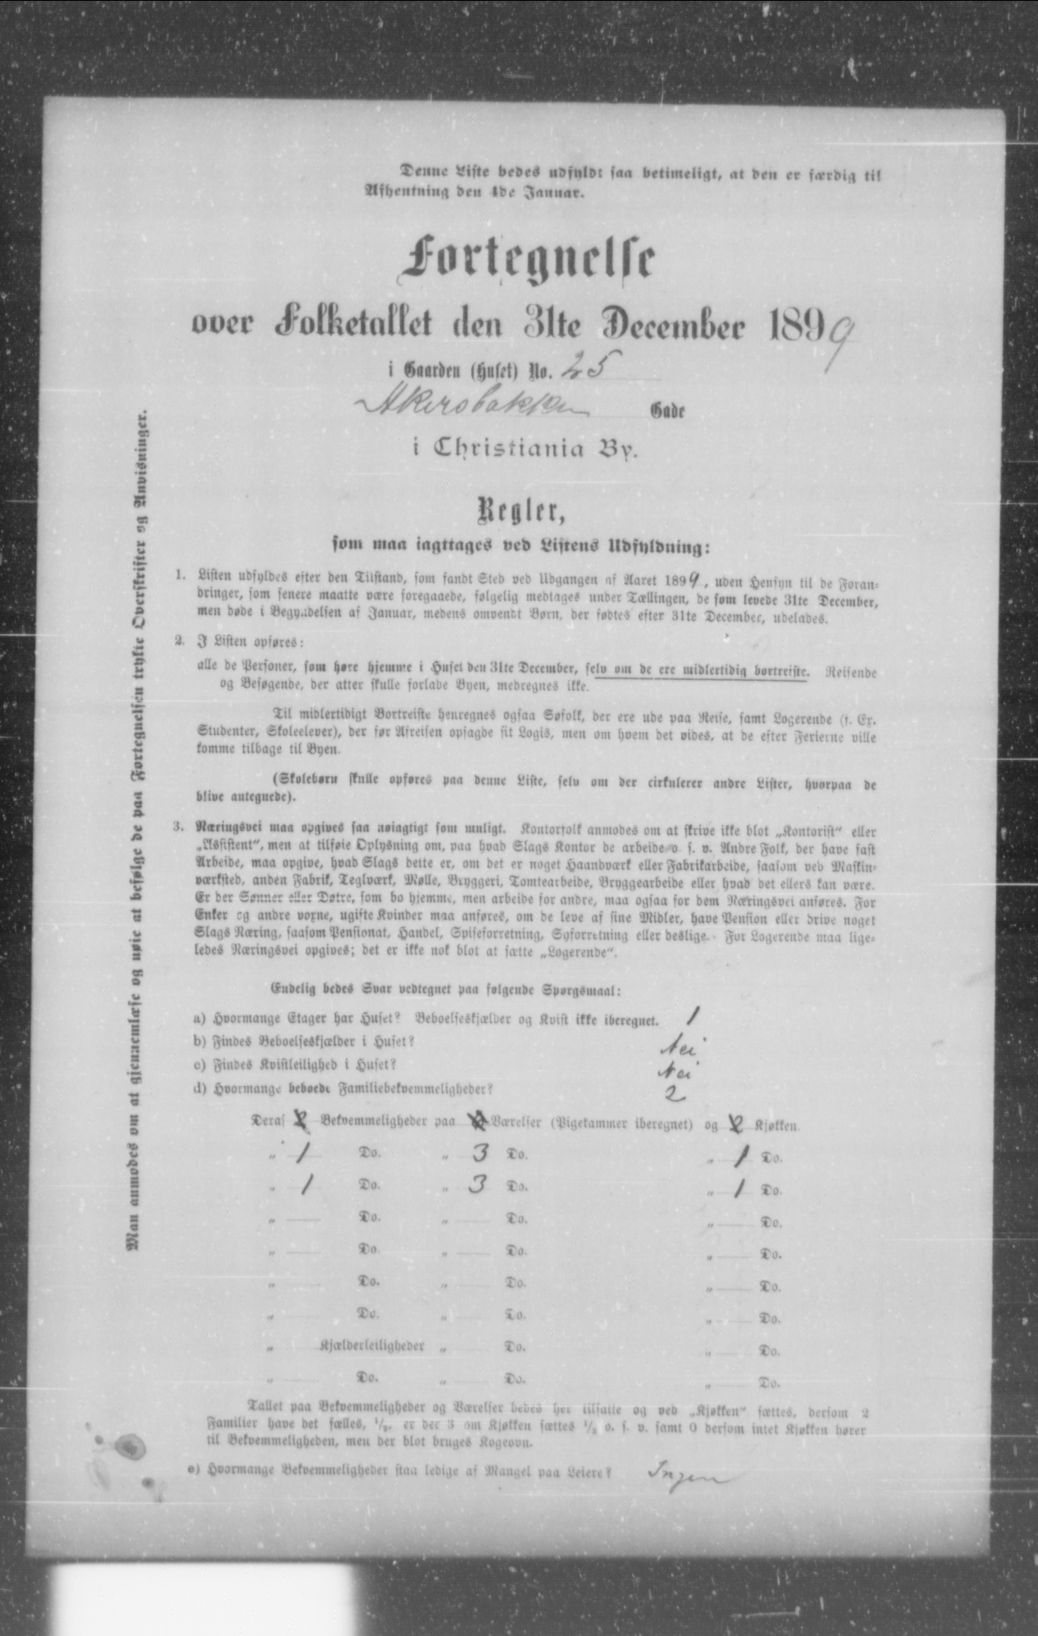 Denne Liste bedes udfyldt saa betimeligt, at den er færdig til
Afhentning den 4de Januar.
Fortegnelse
over Folketallet den 31te December 1899
i Gaarden (Huset) No. 25
Akersbakken Gade
i Christiania By.
Regler,
som maa iagttages ved Listens Udfyldning:
1. Listen udfyldes efter den Tilstand, som fandt Sted ved Udgangen af Aaret 1899, uden Hensyn til de Foran-
dringer, som senere maatte være foregaaede, følgelig medtages under Tællingen, de som levede 31te December,
men døde i Begyndelsen af Januar, medens omvendt Børn, der fødtes efter 31te December, udelades.
2. I Listen opføres:
alle de Personer, som høre hjemme i Huset den 31te December, selv om de ere midlertidig bortreiste. Reisende
og Besøgende, der atter skulle forlade Byen, medregnes ikke.
Til midlertidigt Bortreiste henregnes ogsaa Søfolk, der ere ude paa Reise, samt Logerende (f. Ex.
Studenter, Skoleelever), der før Afreisen opsagde sit Logis, men om hvem det vides, at de efter Ferierne ville
komme tilbage til Byen.
(Skolebørn skulle opføres paa denne Liste, selv om der cirkulerer andre Lister, hvorpaa de
blive antegnede).
3. Næringsvei maa opgives saa nøiagtigt som muligt. Kontorfolk anmodes om at skrive ikke blot „Kontorist“ eller
„Assistent“, men at tilføie Oplysning om, paa hvad Slags Kontor de arbeide o. s. v. Andre Folk, der have fast
Arbeide, maa opgive, hvad Slags dette er, om det er noget Haandværk eller Fabrikarbeide, saasom ved Maskin-
værksted, anden Fabrik, Teglværk, Mølle, Bryggeri, Tomtearbeide, Bryggearbeide eller hvad det ellers kan være.
Er der Sønner eller Døtre, som bo hjemme, men arbeide for andre, maa ogsaa for dem Næringsvei anføres. For
Enker og andre voxne, ugifte Kvinder maa anføres, om de leve af sine Midler, have Pension eller drive noget
Slags Næring, saasom Pensionat, Handel, Spiseforretning, Syforretning eller deslige. For Logerende maa lige-
ledes Næringsvei opgives; det er ikke nok blot at sætte „Logerende“.
Endelig bedes Svar vedtegnet paa følgende Spørgsmaal:
a) Hvormange Etager har Huset? Beboelseskjælder og Kvist ikke iberegnet. 1
b) Findes Beboelseskjælder i Huset? Nei
c) Findes Kvistleilighed i Huset? Nei
d) Hvormange beboede Familiebekvemmeligheder? 2
Deraf 2 Bekvemmeligheder paa Værelser (Pigekammer iberegnet) og 2 Kjøkken.
„ 1 Do. „ 3 Do. „ 1 Do.
„ 1 Do. „ 3 Do. „ 1 Do.
„ Do. „ Do. „ Do.
„ Do. „ Do. „ Do.
„ Do. „ Do. „ Do.
„ Do. „ Do. „ Do.
„ Kjælderleiligheder „ Do. „ Do.
„ Do. „ Do. „ Do.
Tallet paa Bekvemmeligheder og Værelser bedes her tilsatte og ved „Kjøkken“ sættes, dersom 2
Familier have det fælles, 1/2, er der 3 om Kjøkken sættes 1/3 o. s. v. samt 0 dersom intet Kjøkken hører
til Bekvemmeligheden, men der blot bruges Kogeovn.
e) Hvormange Bekvemmeligheder staa ledige af Mangel paa Leiere? Ingen
Man anmodes om at gjennemlæse og nøie at befølge de paa Fortegnelsen trykte Overskrifter og Anvisninger.